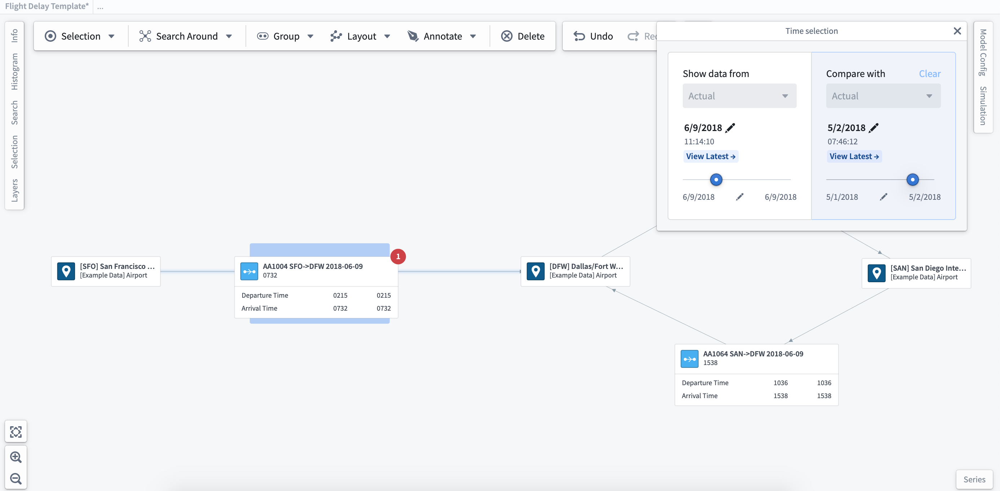 Flight Delay Template* ...
Info
Histogram
Search
Selection
Layers
Selection
Search Around
Group
Layout
Annotate
Delete
Undo
Time selection
Show data from
Actual
6/9/2018
11:14:10
View Latest →
6/9/2018 6/9/2018
Compare with Clear
Actual
5/2/2018
07:46:12
View Latest →
5/1/2018 5/2/2018
Model Config
Simulation
[SFO] San Francisco ...
[Example Data] Airport
1
AA1004 SFO->DFW 2018-06-09
0732
Departure Time 0215 0215
Arrival Time 0732 0732
[DFW] Dallas/Fort W...
[Example Data] Airport
[SAN] San Diego Inte...
[Example Data] Airport
AA1064 SAN->DFW 2018-06-09
1538
Departure Time 1036 1036
Arrival Time 1538 1538
Series